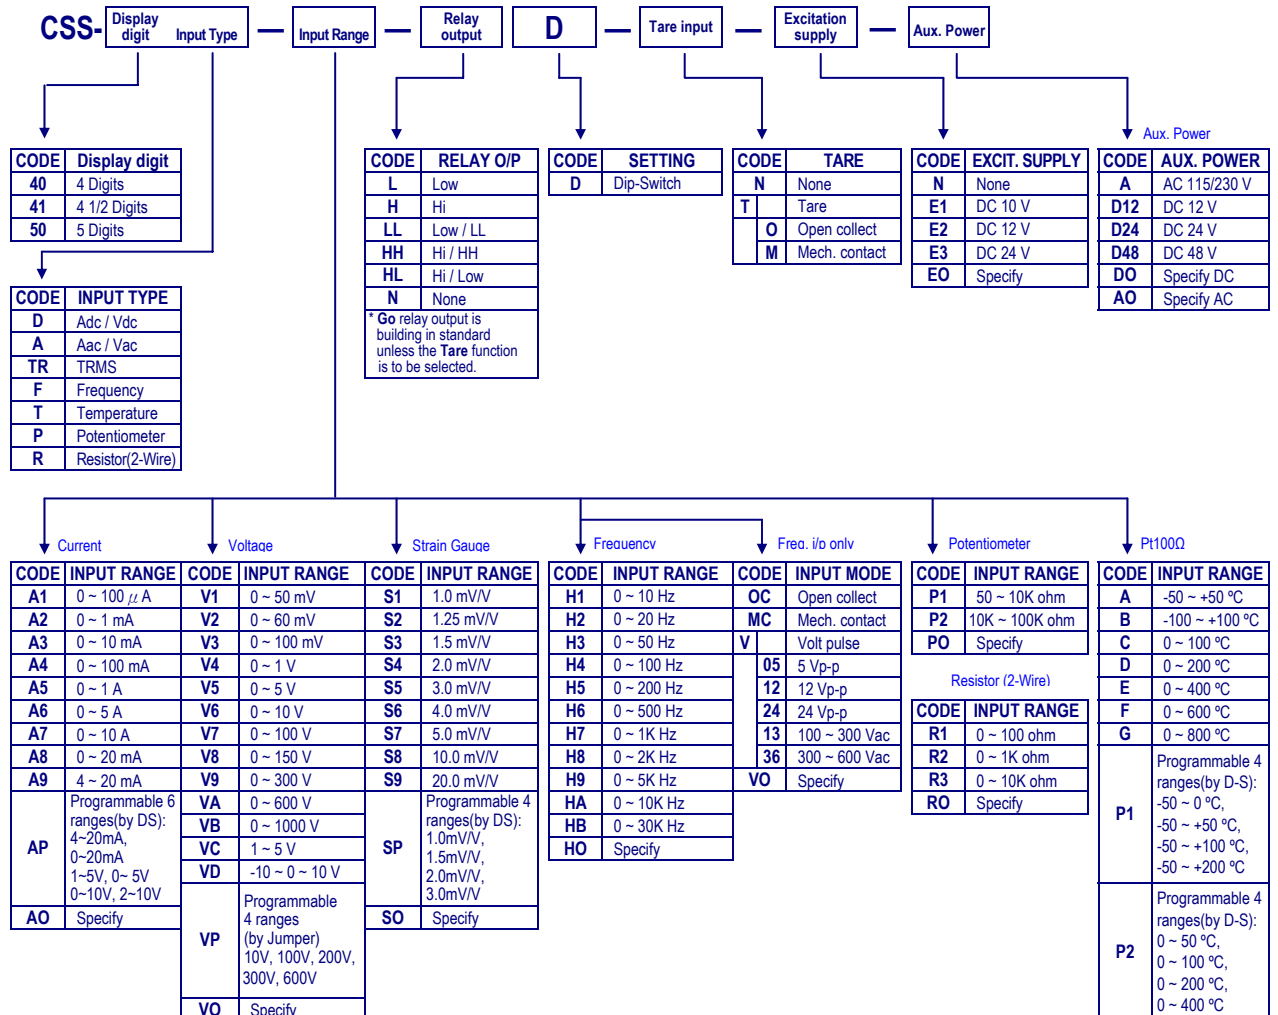 CSS- Display digit Input Type — Input Range — Relay output D — Tare input — Excitation supply — Aux. Power
Aux. Power
CODE Display digit
40 4 Digits
41 4 1/2 Digits
50 5 Digits
CODE INPUT TYPE
D Adc / Vdc
A Aac / Vac
TR TRMS
F Frequency
T Temperature
P Potentiometer
R Resistor(2-Wire)
CODE RELAY O/P
L Low
H Hi
LL Low / LL
HH Hi / HH
HL Hi / Low
N None
* Go relay output is
building in standard
unless the Tare function
is to be selected.
CODE SETTING
D Dip-Switch
CODE TARE
N None
T Tare
O Open collect
M Mech. contact
CODE EXCIT. SUPPLY
N None
E1 DC 10 V
E2 DC 12 V
E3 DC 24 V
EO Specify
CODE AUX. POWER
A AC 115/230 V
D12 DC 12 V
D24 DC 24 V
D48 DC 48 V
DO Specify DC
AO Specify AC
Current
CODE INPUT RANGE
A1 0 ~ 100 μ A
A2 0 ~ 1 mA
A3 0 ~ 10 mA
A4 0 ~ 100 mA
A5 0 ~ 1 A
A6 0 ~ 5 A
A7 0 ~ 10 A
A8 0 ~ 20 mA
A9 4 ~ 20 mA
AP Programmable 6
ranges(by DS):
4~20mA,
0~20mA
1~5V, 0~ 5V
0~10V, 2~10V
AO Specify
Voltage
CODE INPUT RANGE
V1 0 ~ 50 mV
V2 0 ~ 60 mV
V3 0 ~ 100 mV
V4 0 ~ 1 V
V5 0 ~ 5 V
V6 0 ~ 10 V
V7 0 ~ 100 V
V8 0 ~ 150 V
V9 0 ~ 300 V
VA 0 ~ 600 V
VB 0 ~ 1000 V
VC 1 ~ 5 V
VD -10 ~ 0 ~ 10 V
VP Programmable
4 ranges
(by Jumper)
10V, 100V, 200V,
300V, 600V
VO Specify
Strain Gauge
CODE INPUT RANGE
S1 1.0 mV/V
S2 1.25 mV/V
S3 1.5 mV/V
S4 2.0 mV/V
S5 3.0 mV/V
S6 4.0 mV/V
S7 5.0 mV/V
S8 10.0 mV/V
S9 20.0 mV/V
SP Programmable 4
ranges(by DS):
1.0mV/V,
1.5mV/V,
2.0mV/V,
3.0mV/V
SO Specify
Frequency
CODE INPUT RANGE
H1 0 ~ 10 Hz
H2 0 ~ 20 Hz
H3 0 ~ 50 Hz
H4 0 ~ 100 Hz
H5 0 ~ 200 Hz
H6 0 ~ 500 Hz
H7 0 ~ 1K Hz
H8 0 ~ 2K Hz
H9 0 ~ 5K Hz
HA 0 ~ 10K Hz
HB 0 ~ 30K Hz
HO Specify
Freq. i/p only
CODE INPUT MODE
OC Open collect
MC Mech. contact
V Volt pulse
05 5 Vp-p
12 12 Vp-p
24 24 Vp-p
13 100 ~ 300 Vac
36 300 ~ 600 Vac
VO Specify
Potentiometer
CODE INPUT RANGE
P1 50 ~ 10K ohm
P2 10K ~ 100K ohm
PO Specify
Resistor (2-Wire)
CODE INPUT RANGE
R1 0 ~ 100 ohm
R2 0 ~ 1K ohm
R3 0 ~ 10K ohm
RO Specify
Pt100Ω
CODE INPUT RANGE
A -50 ~ +50 ºC
B -100 ~ +100 ºC
C 0 ~ 100 ºC
D 0 ~ 200 ºC
E 0 ~ 400 ºC
F 0 ~ 600 ºC
G 0 ~ 800 ºC
P1 Programmable 4
ranges(by D-S):
-50 ~ 0 ºC,
-50 ~ +50 ºC,
-50 ~ +100 ºC,
-50 ~ +200 ºC
P2 Programmable 4
ranges(by D-S):
0 ~ 50 ºC,
0 ~ 100 ºC,
0 ~ 200 ºC,
0 ~ 400 ºC